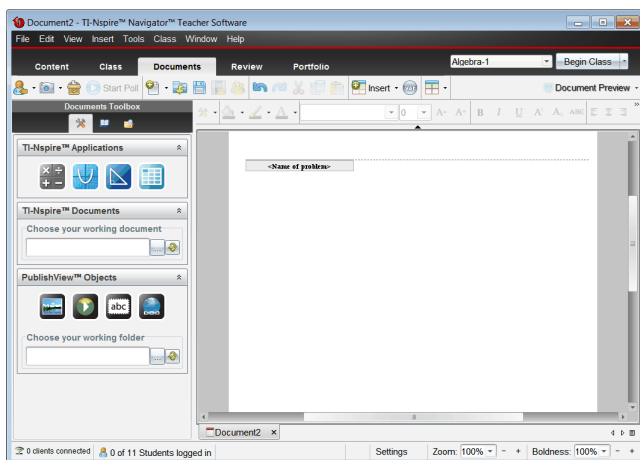 Document2 - TI-Nspire™ Navigator™ Teacher Software
File Edit View Insert Tools Class Window Help
Content Class Documents Review Portfolio Algebra-1 Begin Class
Start Poll Insert Document Preview
Documents Toolbox
0 A A B I U A A ABC
TI-Nspire™ Applications
<Name of problem>
TI-Nspire™ Documents
Choose your working document
...
PublishView™ Objects
abc
Choose your working folder
...
Document2
0 clients connected 0 of 11 Students logged in Settings Zoom: 100% - + Boldness: 100% - +